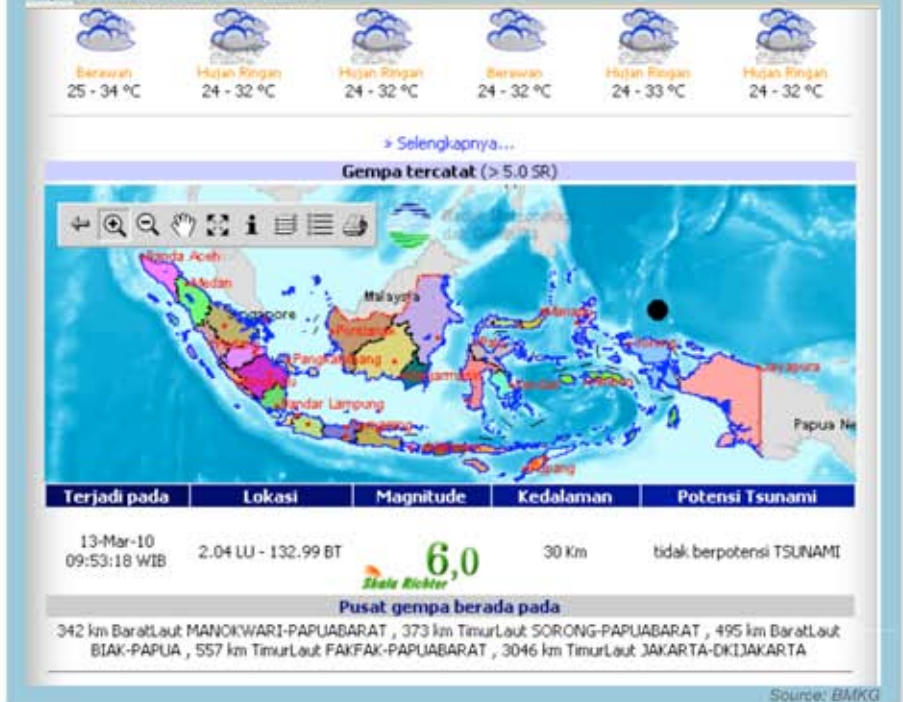 Berawan Hujan Ringan Hujan Ringan Berawan Hujan Ringan Hujan Ringan
25 - 34 °C 24 - 32 °C 24 - 32 °C 24 - 32 °C 24 - 33 °C 24 - 32 °C
» Selengkapnya...
Gempa tercatat (> 5.0 SR)
Banda Aceh
Medan
Malaysia
Bandar Lampung
Jayapura
Terjadi pada Lokasi Magnitude Kedalaman Potensi Tsunami
13-Mar-10
09:53:18 WIB 2.04 LU - 132.99 BT 6,0 30 Km tidak berpotensi TSUNAMI
Skala Richter
Pusat gempa berada pada
342 km BaratLaut MANOKWARI-PAPUABARAT , 373 km TimurLaut SORONG-PAPUABARAT , 495 km BaratLaut
BIAK-PAPUA , 557 km TimurLaut FAKFAK-PAPUABARAT , 3046 km TimurLaut JAKARTA-DKIJAKARTA
Source: BMKG